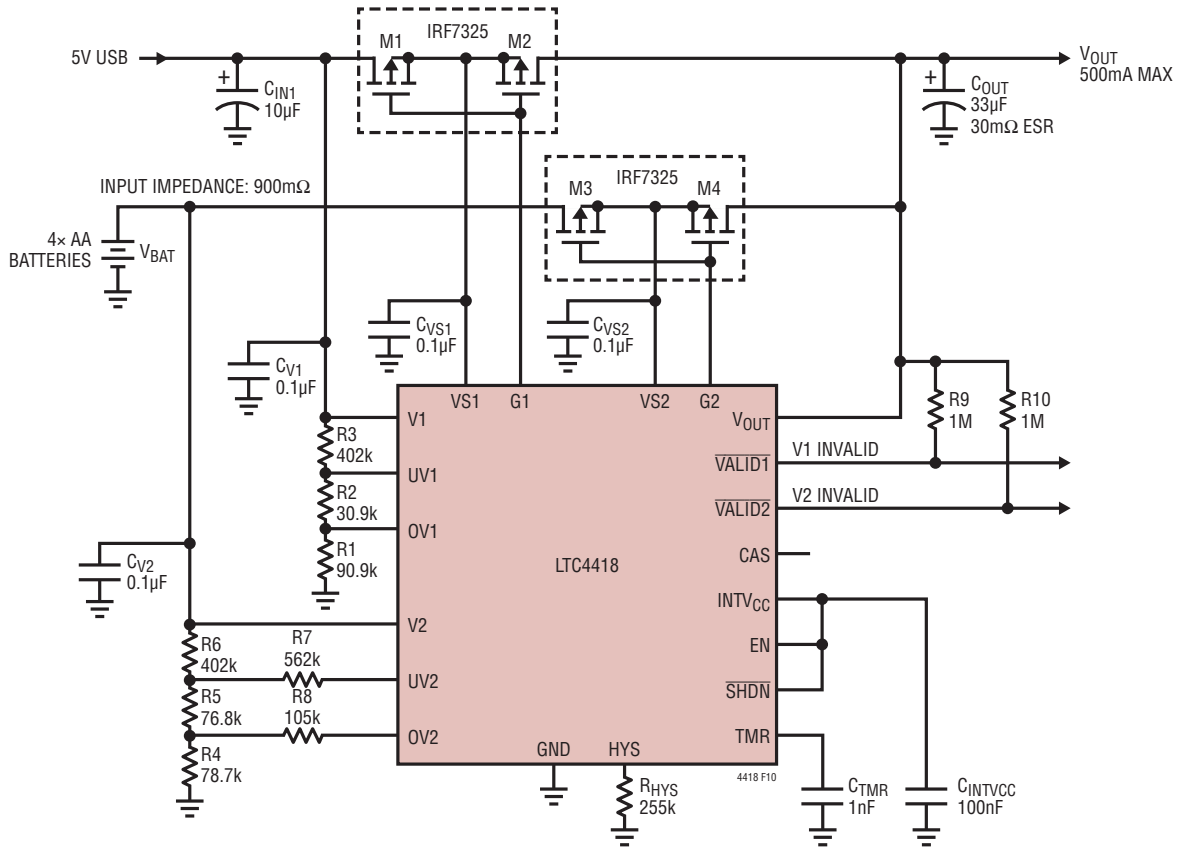 IRF7325
5V USB
M1
M2
VOUT
500mA MAX
+
CIN1
10µF
+
COUT
33µF
30mΩ ESR
INPUT IMPEDANCE: 900mΩ
IRF7325
M3
M4
4× AA
BATTERIES
VBAT
CVS1
0.1µF
CVS2
0.1µF
CV1
0.1µF
VS1
G1
VS2
G2
V1
VOUT
R9
1M
R10
1M
R3
402k
V1 INVALID
VALID1
UV1
R2
30.9k
V2 INVALID
VALID2
OV1
R1
90.9k
CAS
LTC4418
CV2
0.1µF
INTVCC
V2
R6
402k
R7
562k
EN
UV2
R5
76.8k
R8
105k
SHDN
OV2
TMR
R4
78.7k
GND
HYS
4418 F10
RHYS
255k
CTMR
1nF
CINTVCC
100nF